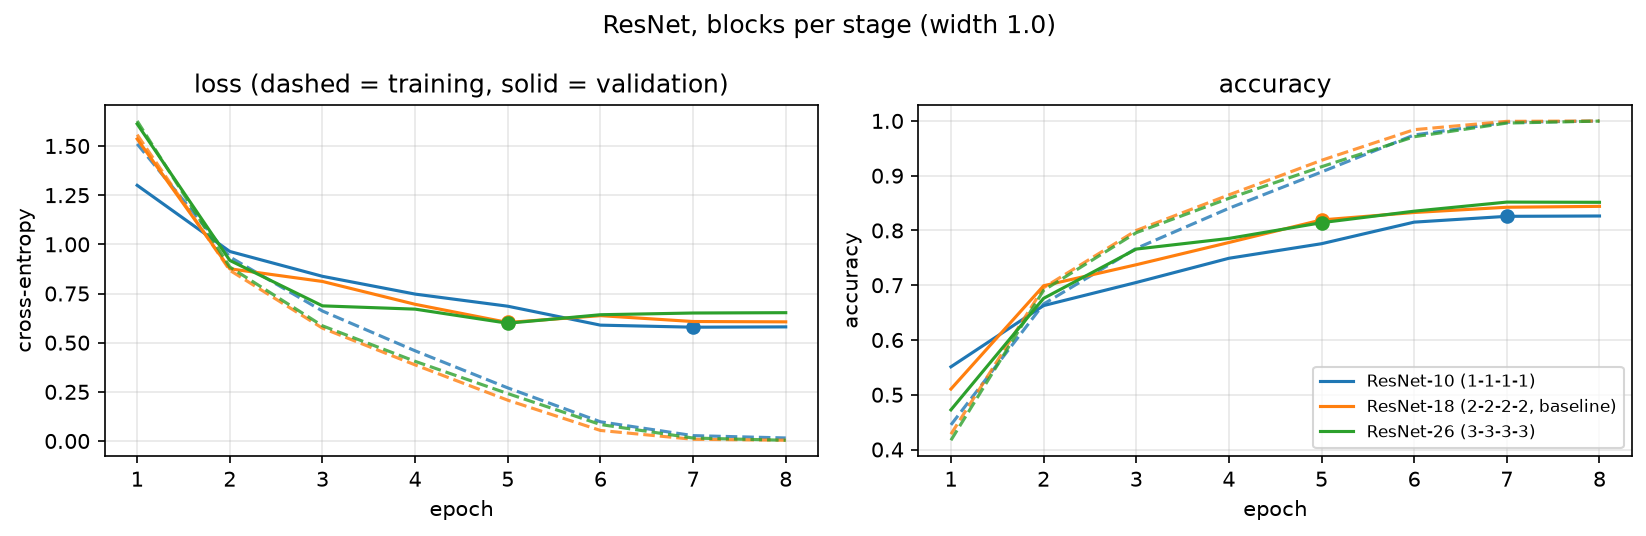 ResNet, blocks per stage (width 1.0)
loss (dashed = training, solid = validation)
cross-entropy
1.50
1.25
1.00
0.75
0.50
0.25
0.00
1 2 3 4 5 6 7 8
epoch
accuracy
accuracy
1.0
0.9
0.8
0.7
0.6
0.5
0.4
ResNet-10 (1-1-1-1)
ResNet-18 (2-2-2-2, baseline)
ResNet-26 (3-3-3-3)
1 2 3 4 5 6 7 8
epoch